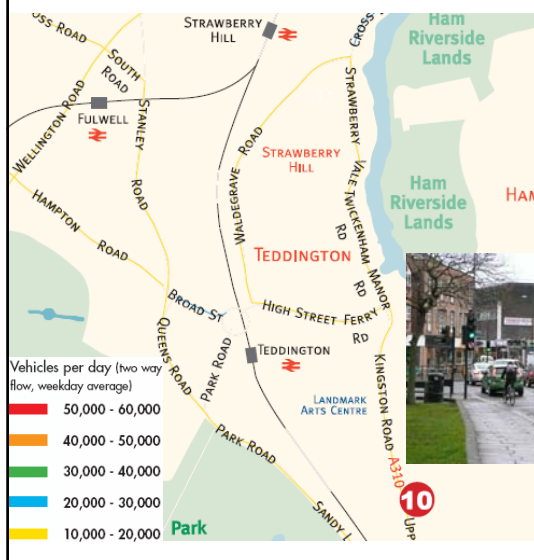 OSS ROAD
SOUTH
ROAD
STRAWBERRY
HILL
CROSS
Ham
Riverside
Lands
WELLINGTON ROAD
FULWELL
STANLEY
ROAD
HAMPTON
ROAD
WALDEGRAVE
ROAD
STRAWBERRY
HILL
STRAWBERRY
VALE TWICKENHAM
MANOR
RD
Ham
Riverside
Lands
HAM
TEDDINGTON
BROAD ST
HIGH STREET FERRY
RD
QUEENS ROAD
PARK ROAD
TEDDINGTON
KINGSTON ROAD
A310
LANDMARK
ARTS CENTRE
PARK ROAD
SANDY L
10
UPP
Park
Vehicles per day (two way
flow, weekday average)
50,000 - 60,000
40,000 - 50,000
30,000 - 40,000
20,000 - 30,000
10,000 - 20,000